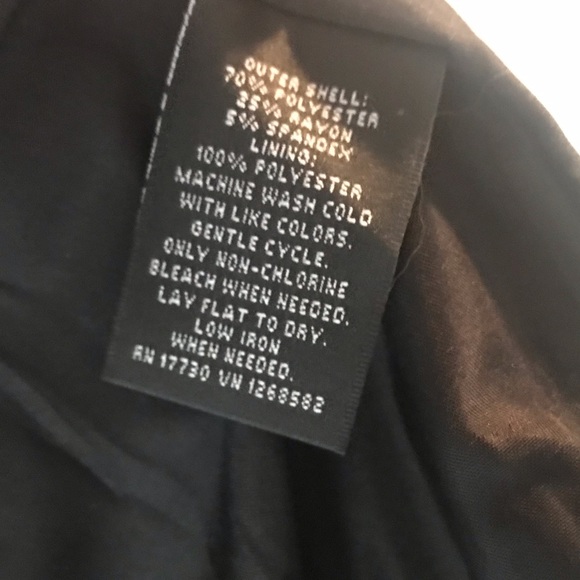 OUTER SHELL:
70% POLYESTER
25% RAYON
5% SPANDEX
LINING:
100% POLYESTER
MACHINE WASH COLD
WITH LIKE COLORS.
GENTLE CYCLE.
ONLY NON-CHLORINE
BLEACH WHEN NEEDED.
LAY FLAT TO DRY.
LOW IRON
WHEN NEEDED.
RN 17730 VN 1268582